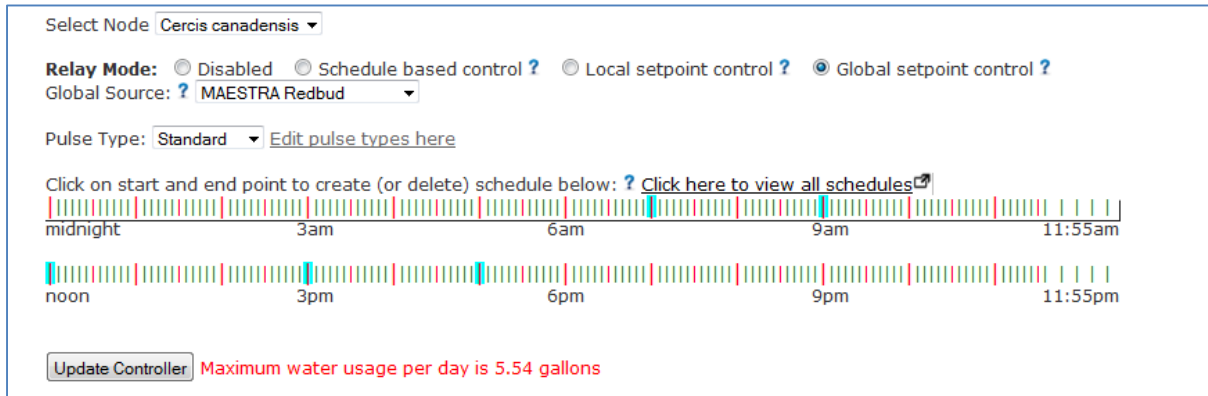 Select Node Cercis canadensis
Relay Mode: Disabled Schedule based control ? Local setpoint control ? Global setpoint control ?
Global Source: ? MAESTRA Redbud
Pulse Type: Standard Edit pulse types here
Click on start and end point to create (or delete) schedule below: ? Click here to view all schedules
midnight 3am 6am 9am 11:55am
noon 3pm 6pm 9pm 11:55pm
Update Controller Maximum water usage per day is 5.54 gallons